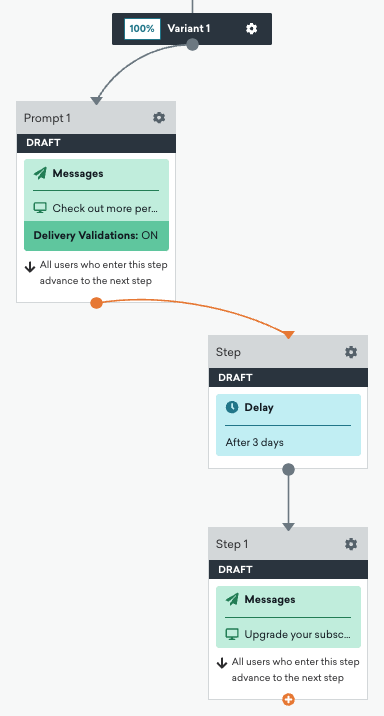 100% Variant 1
Prompt 1
DRAFT
Messages
Check out more per...
Delivery Validations: ON
All users who enter this step
advance to the next step
Step
DRAFT
Delay
After 3 days
Step 1
DRAFT
Messages
Upgrade your subsc...
All users who enter this step
advance to the next step